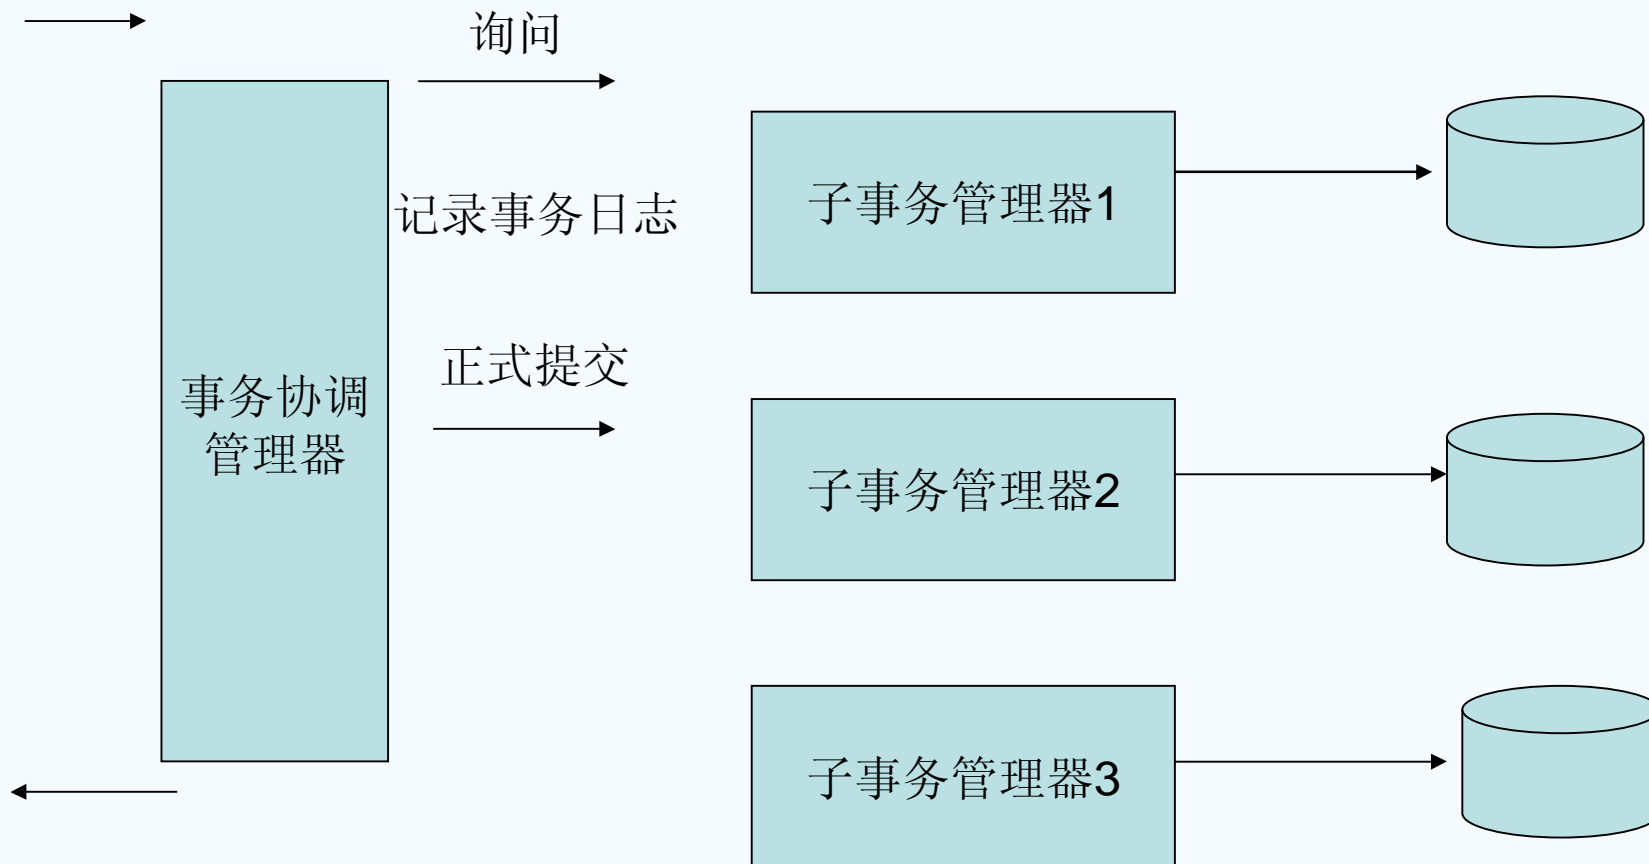 询问
记录事务日志
正式提交
事务协调
管理器
子事务管理器1
子事务管理器2
子事务管理器3